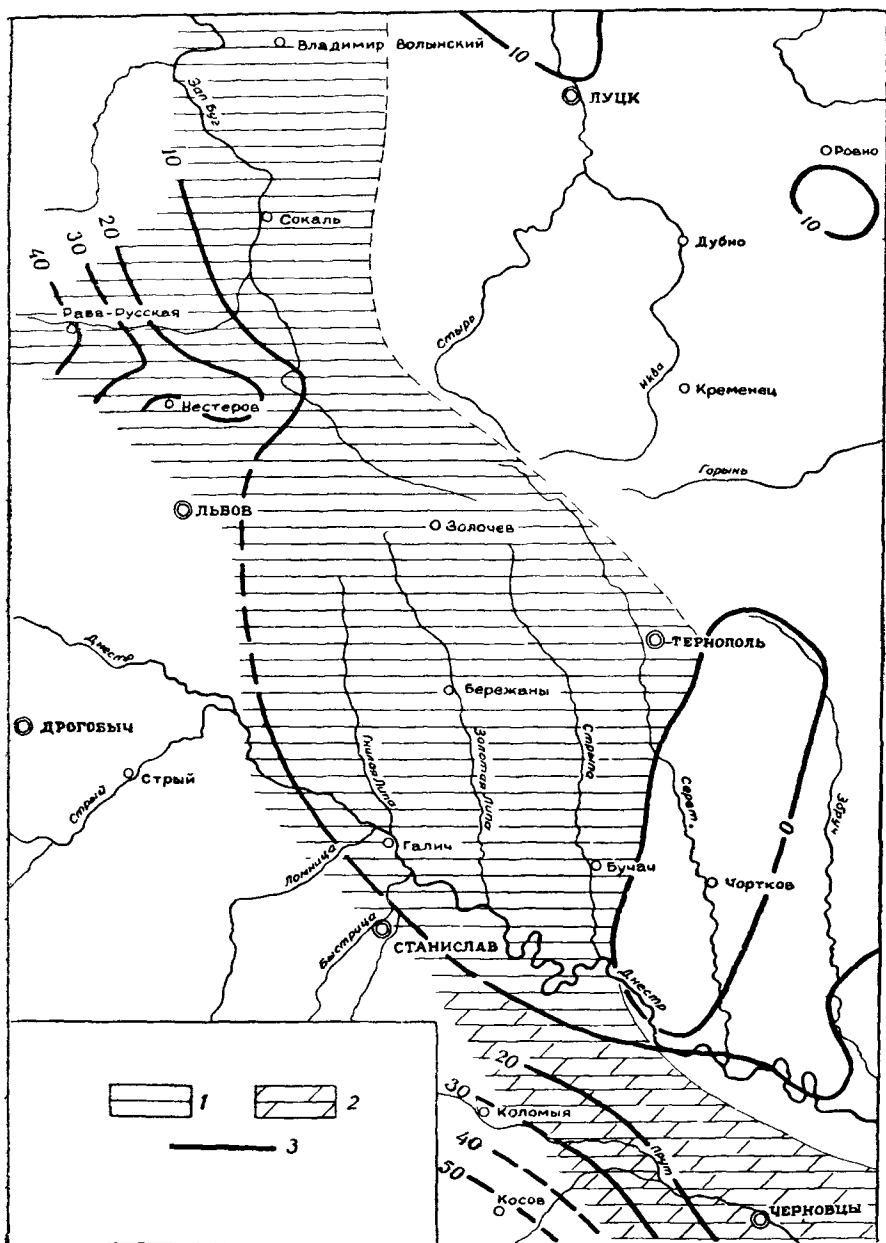 Владимир Волынский
10
ЛУЦК
Зап Буг
Ровно
10
10
Сокаль
20
30
40
Дубно
Рава-Русская
Стырь
Иква
Нестеров
Кременец
Горынь
ЛЬВОВ
Золочев
Днестр
ТЕРНОПОЛЬ
Бережаны
ДРОГОБЫЧ
Гнилая Липа
Золотая Липа
Стрыпа
Стрый
Стрый
Серет
Збруч
0
Ломница
Галич
Бучач
Чортков
Быстрица
СТАНИСЛАВ
Днестр
20
30
Коломыя
1
2
3
40
Прут
50
Косов
ЧЕРНОВЦЫ